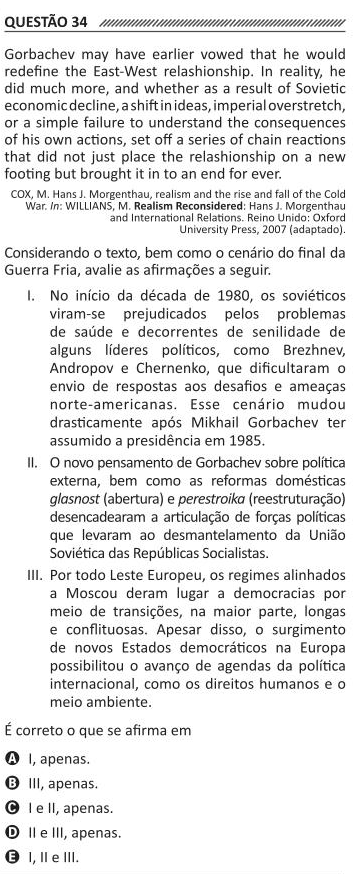 QUESTÃO 34
Gorbachev may have earlier vowed that he would
redefine the East-West relashionship. In reality, he
did much more, and whether as a result of Sovietic
economic decline, a shift in ideas, imperial overstretch,
or a simple failure to understand the consequences
of his own actions, set off a series of chain reactions
that did not just place the relashionship on a new
footing but brought it in to an end for ever.
COX, M. Hans J. Morgenthau, realism and the rise and fall of the Cold
War. In: WILLIANS, M. Realism Reconsidered: Hans J. Morgenthau
and International Relations. Reino Unido: Oxford
University Press, 2007 (adaptado).
Considerando o texto, bem como o cenário do final da
Guerra Fria, avalie as afirmações a seguir.
I. No início da década de 1980, os soviéticos
viram-se prejudicados pelos problemas
de saúde e decorrentes de senilidade de
alguns líderes políticos, como Brezhnev,
Andropov e Chernenko, que dificultaram o
envio de respostas aos desafios e ameaças
norte-americanas. Esse cenário mudou
drasticamente após Mikhail Gorbachev ter
assumido a presidência em 1985.
II. O novo pensamento de Gorbachev sobre política
externa, bem como as reformas domésticas
glasnost (abertura) e perestroika (reestruturação)
desencadearam a articulação de forças políticas
que levaram ao desmantelamento da União
Soviética das Repúblicas Socialistas.
III. Por todo Leste Europeu, os regimes alinhados
a Moscou deram lugar a democracias por
meio de transições, na maior parte, longas
e conflituosas. Apesar disso, o surgimento
de novos Estados democráticos na Europa
possibilitou o avanço de agendas da política
internacional, como os direitos humanos e o
meio ambiente.
É correto o que se afirma em
A I, apenas.
B III, apenas.
C I e II, apenas.
D II e III, apenas.
E I, II e III.